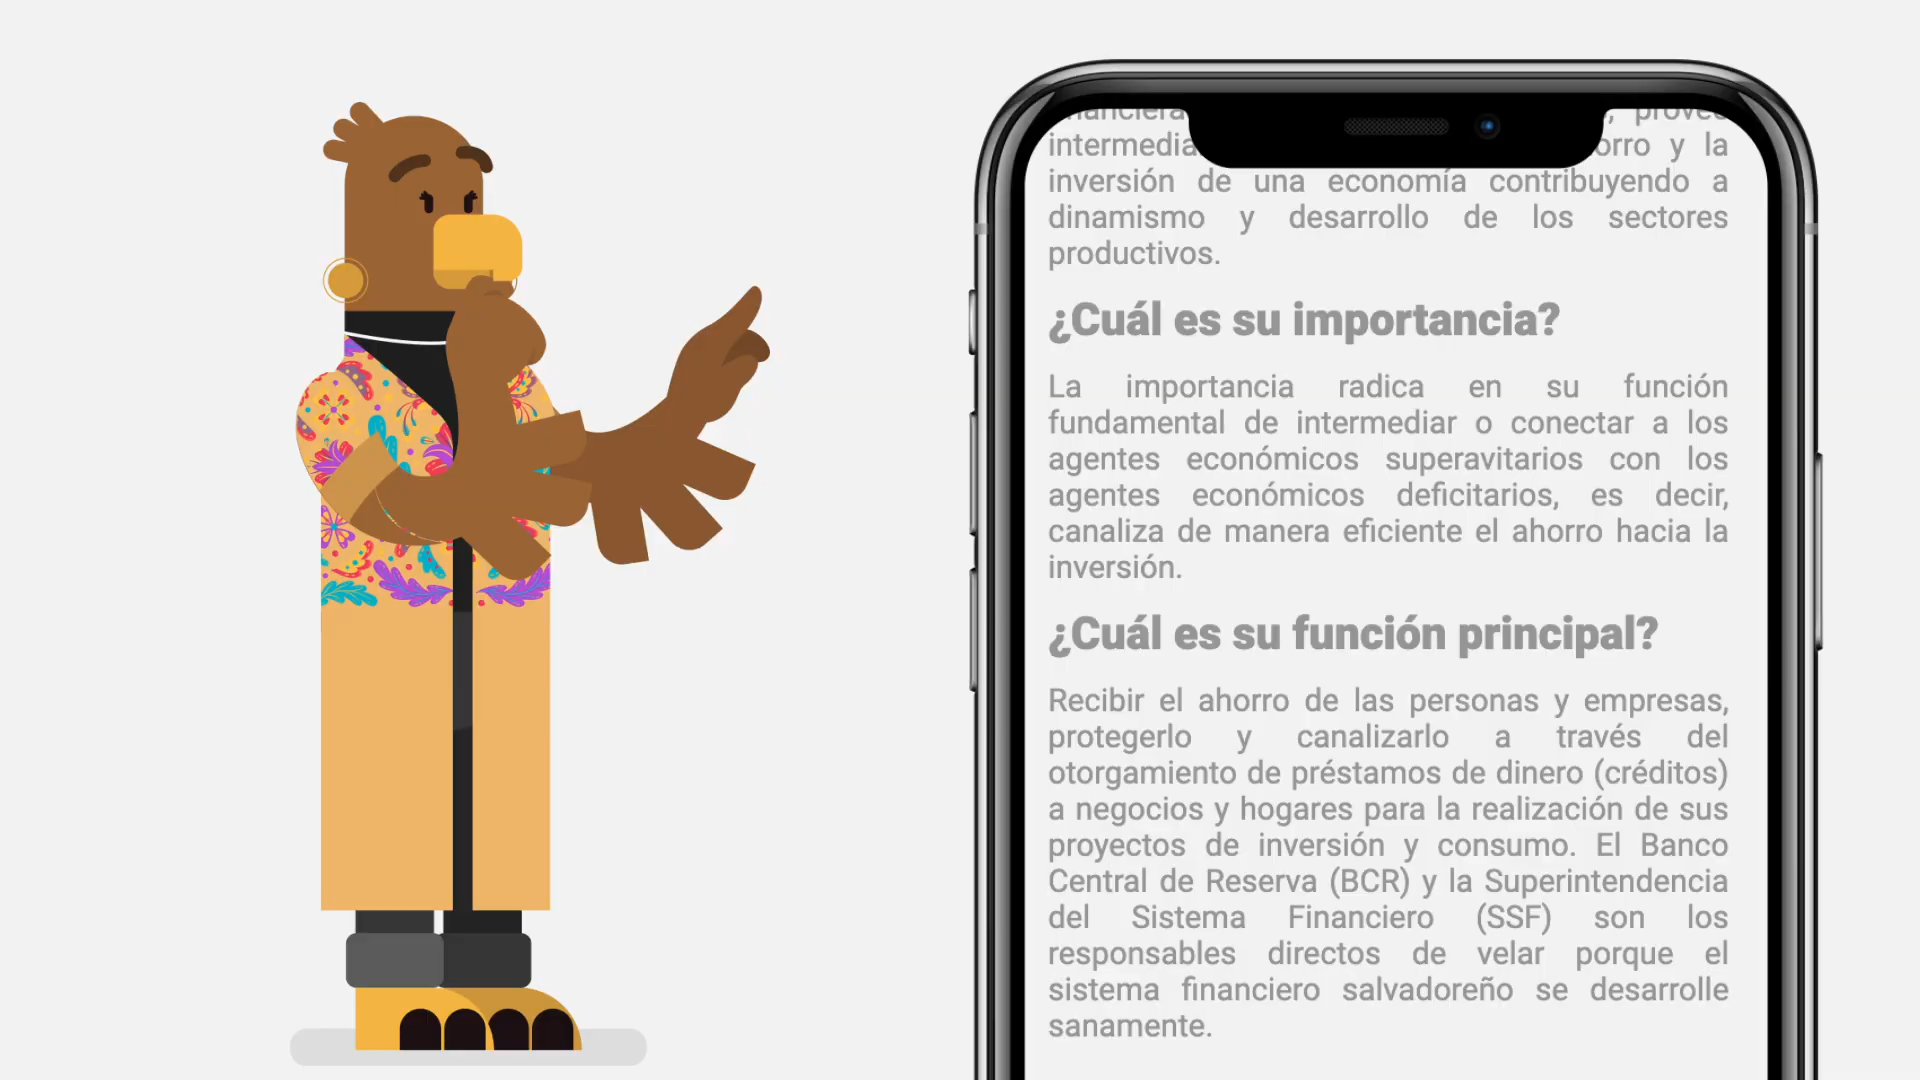 intermedia orro y la
inversión de una economía contribuyendo a
dinamismo y desarrollo de los sectores
productivos.
¿Cuál es su importancia?
La importancia radica en su función
fundamental de intermediar o conectar a los
agentes económicos superavitarios con los
agentes económicos deficitarios, es decir,
canaliza de manera eficiente el ahorro hacia la
inversión.
¿Cuál es su función principal?
Recibir el ahorro de las personas y empresas,
protegerlo y canalizarlo a través del
otorgamiento de préstamos de dinero (créditos)
a negocios y hogares para la realización de sus
proyectos de inversión y consumo. El Banco
Central de Reserva (BCR) y la Superintendencia
del Sistema Financiero (SSF) son los
responsables directos de velar porque el
sistema financiero salvadoreño se desarrolle
sanamente.